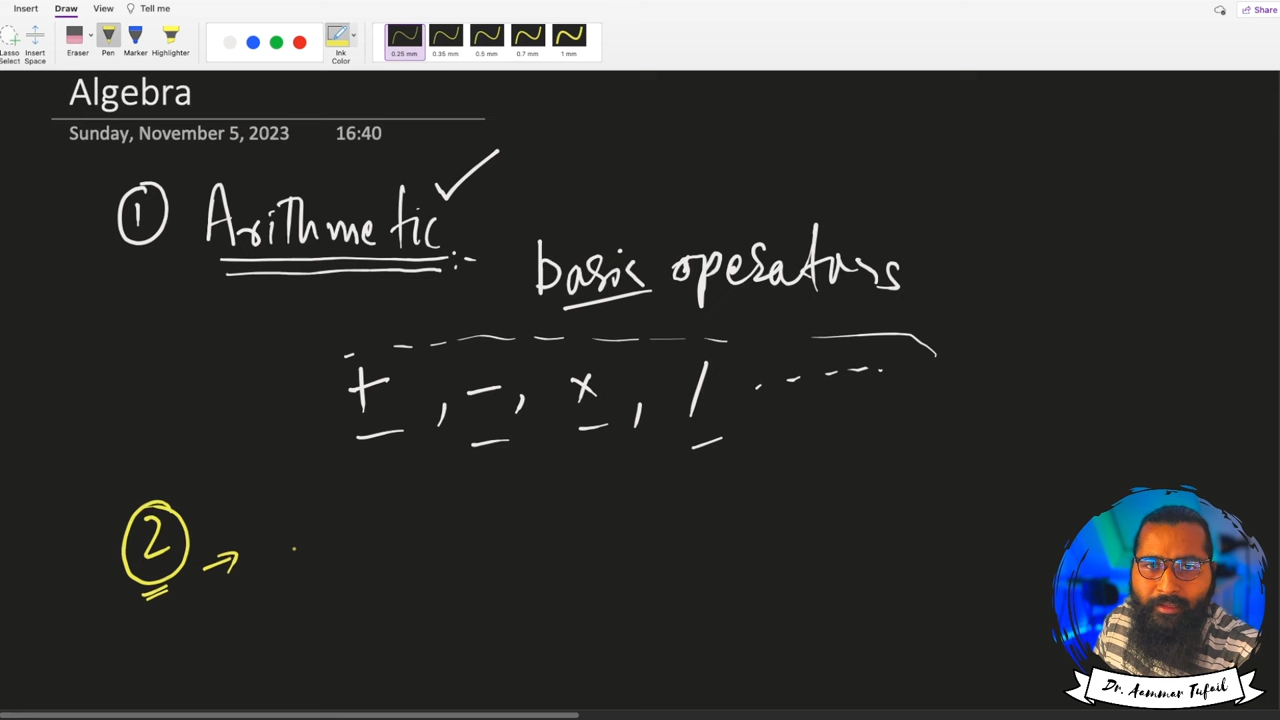 Insert Draw View Tell me Share
Lasso Select Insert Space Eraser Pen Marker Highlighter Ink Color 0.25 mm 0.35 mm 0.5 mm 0.7 mm 1 mm
Algebra
Sunday, November 5, 2023 16:40
① Arithmetic ✓ :-
basic operators
+ , - , × , / ------
② →
Dr. Aammar Tufail